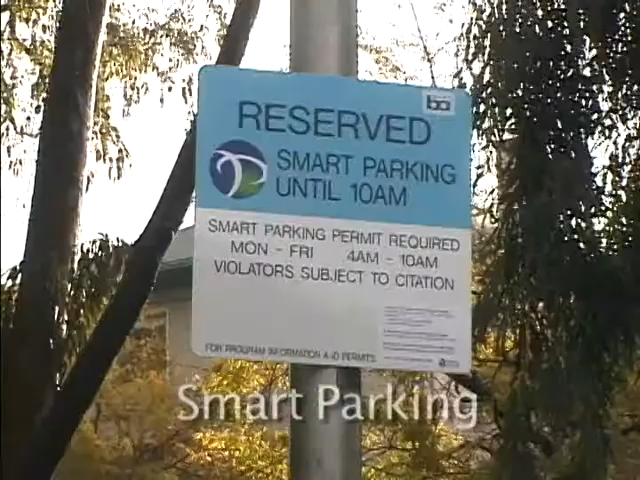 ba
RESERVED
SMART PARKING
UNTIL 10AM
SMART PARKING PERMIT REQUIRED
MON - FRI 4AM - 10AM
VIOLATORS SUBJECT TO CITATION
FOR PROGRAM INFORMATION AND PERMITS
Smart Parking